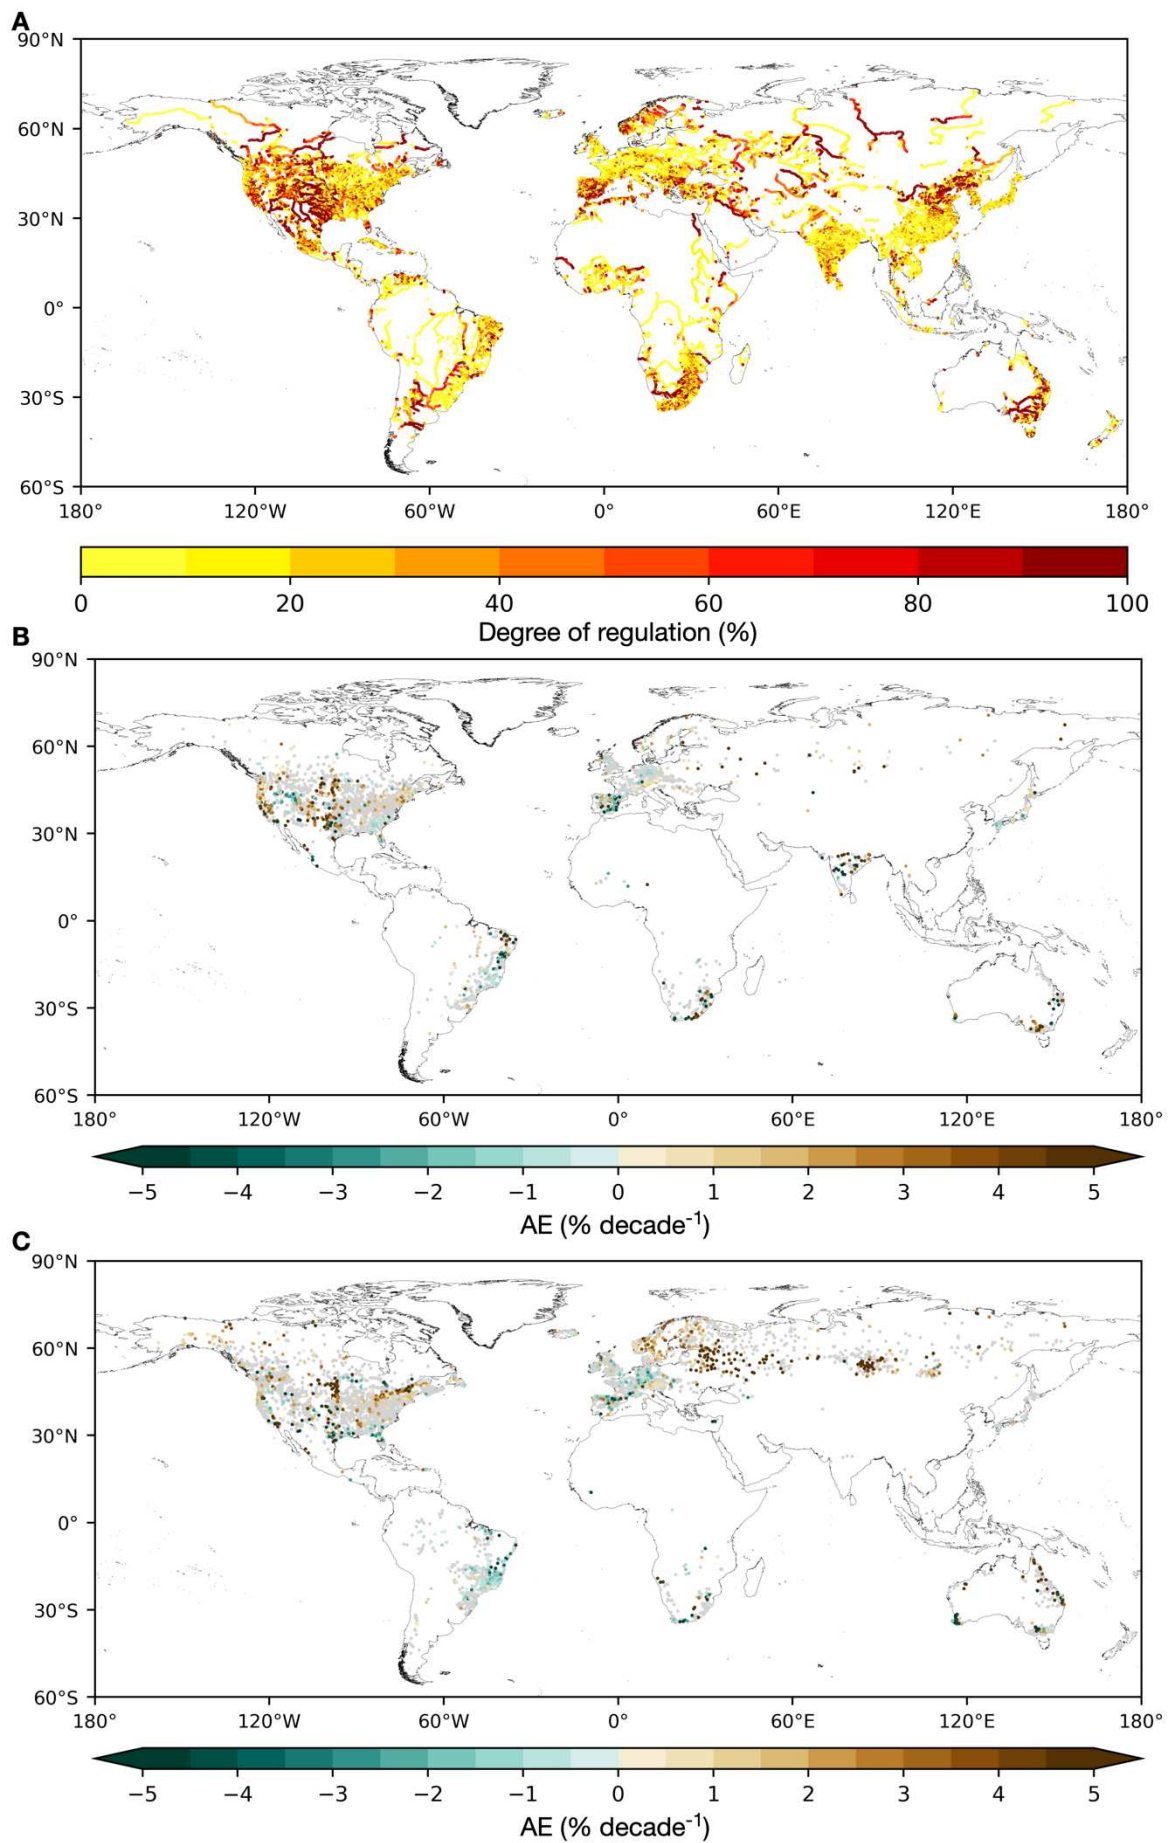 A
90°N
60°N
30°N
0°
30°S
60°S
180° 120°W 60°W 0° 60°E 120°E 180°
0 20 40 60 80 100
Degree of regulation (%)
B
90°N
60°N
30°N
0°
30°S
60°S
180° 120°W 60°W 0° 60°E 120°E 180°
−5 −4 −3 −2 −1 0 1 2 3 4 5
AE (% decade⁻¹)
C
90°N
60°N
30°N
0°
30°S
60°S
180° 120°W 60°W 0° 60°E 120°E 180°
−5 −4 −3 −2 −1 0 1 2 3 4 5
AE (% decade⁻¹)